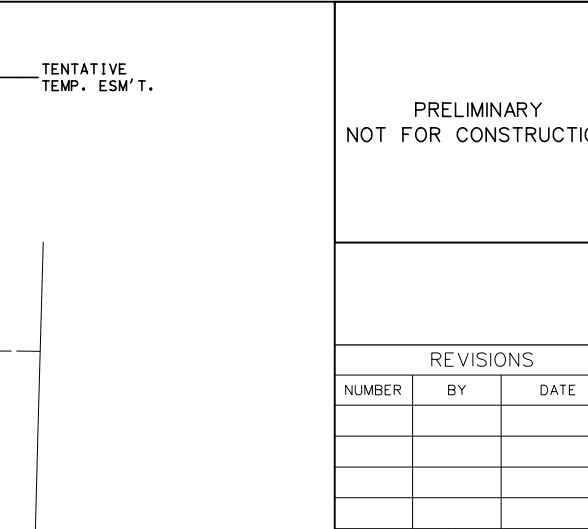 TENTATIVE
TEMP. ESM'T.
PRELIMINARY
NOT FOR CONSTRUCTIO
REVISIONS
NUMBER BY DATE